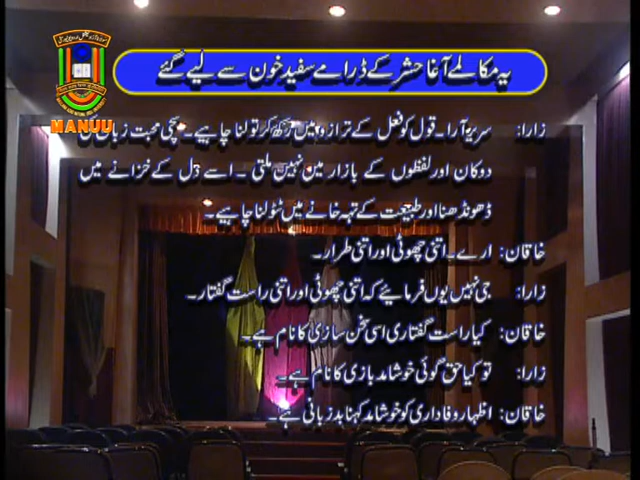 یہ مکالمے آغا حشر کے ڈرامے سفید خون سے لیے گئے
MANUU
زارا: سریر آرا۔ قول کو فعل کے ترازو میں رکھ کر تولنا چاہیے۔ سچی محبت زبان کی
دوکان اور لفظوں کے بازار میں نہیں ملتی۔ اسے دل کے خزانے میں
ڈھونڈھنا اور طبیعت کے تہہ خانے میں ٹٹولنا چاہیے۔
خاقان: ارے۔ اتنی چھوٹی اور اتنی طرار۔
زارا: جی نہیں یوں فرمایئے کہ اتنی چھوٹی اور اتنی راست گفتار۔
خاقان: کیا راست گفتاری اسی سخن سازی کا نام ہے۔
زارا: تو کیا حق گوئی خوشامد بازی کا نام ہے۔
خاقان: اظہار وفاداری کو خوشامد کہنا بد زبانی ہے۔